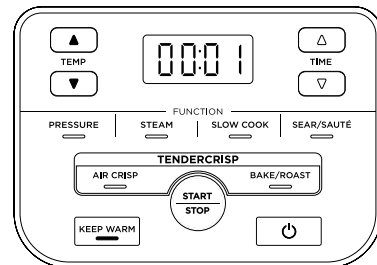 00:01
TEMP
TIME
FUNCTION
PRESSURE STEAM SLOW COOK SEAR/SAUTÉ
TENDERCRISP
AIR CRISP BAKE/ROAST
START
STOP
KEEP WARM